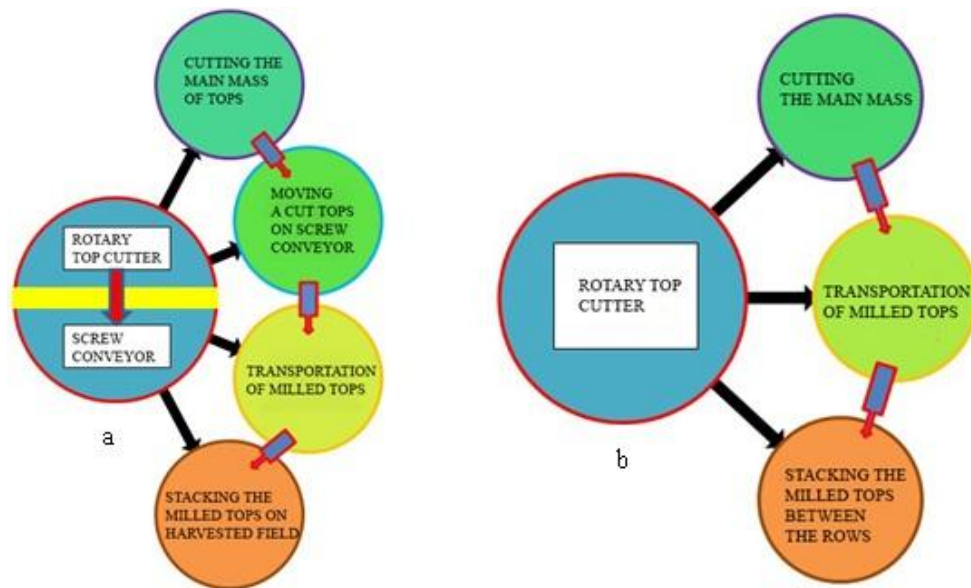 CUTTING THE
MAIN MASS
OF TOPS
MOVING
A CUT TOPS
ON SCREW
CONVEYOR
ROTARY
TOP CUTTER
SCREW
CONVEYOR
TRANSPORTATION
OF MILLED TOPS
STACKING THE
MILLED TOPS ON
HARVESTED FIELD
a
CUTTING
THE MAIN MASS
ROTARY TOP
CUTTER
TRANSPORTATION
OF MILLED TOPS
STACKING THE
MILLED TOPS
BETWEEN
THE ROWS
b